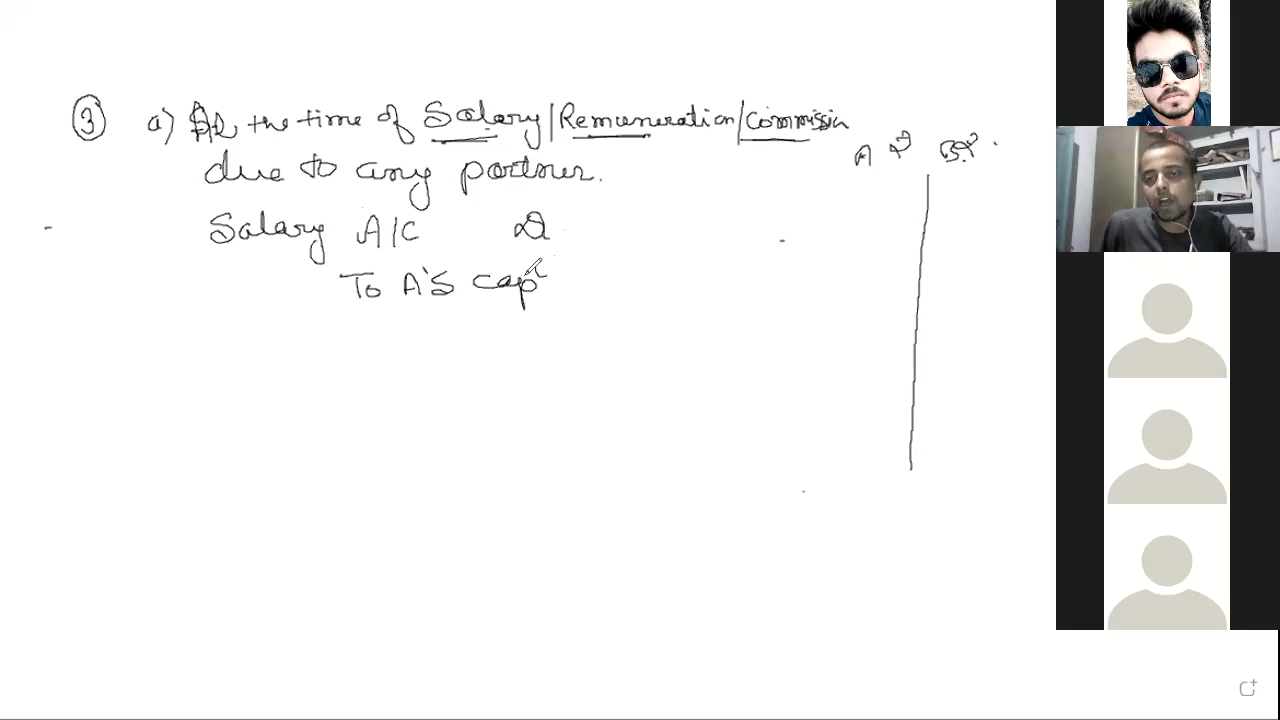 ③ a) At the time of Salary/Remuneration/Commission
due to any partner.
Salary A/C Dr
To A's cap